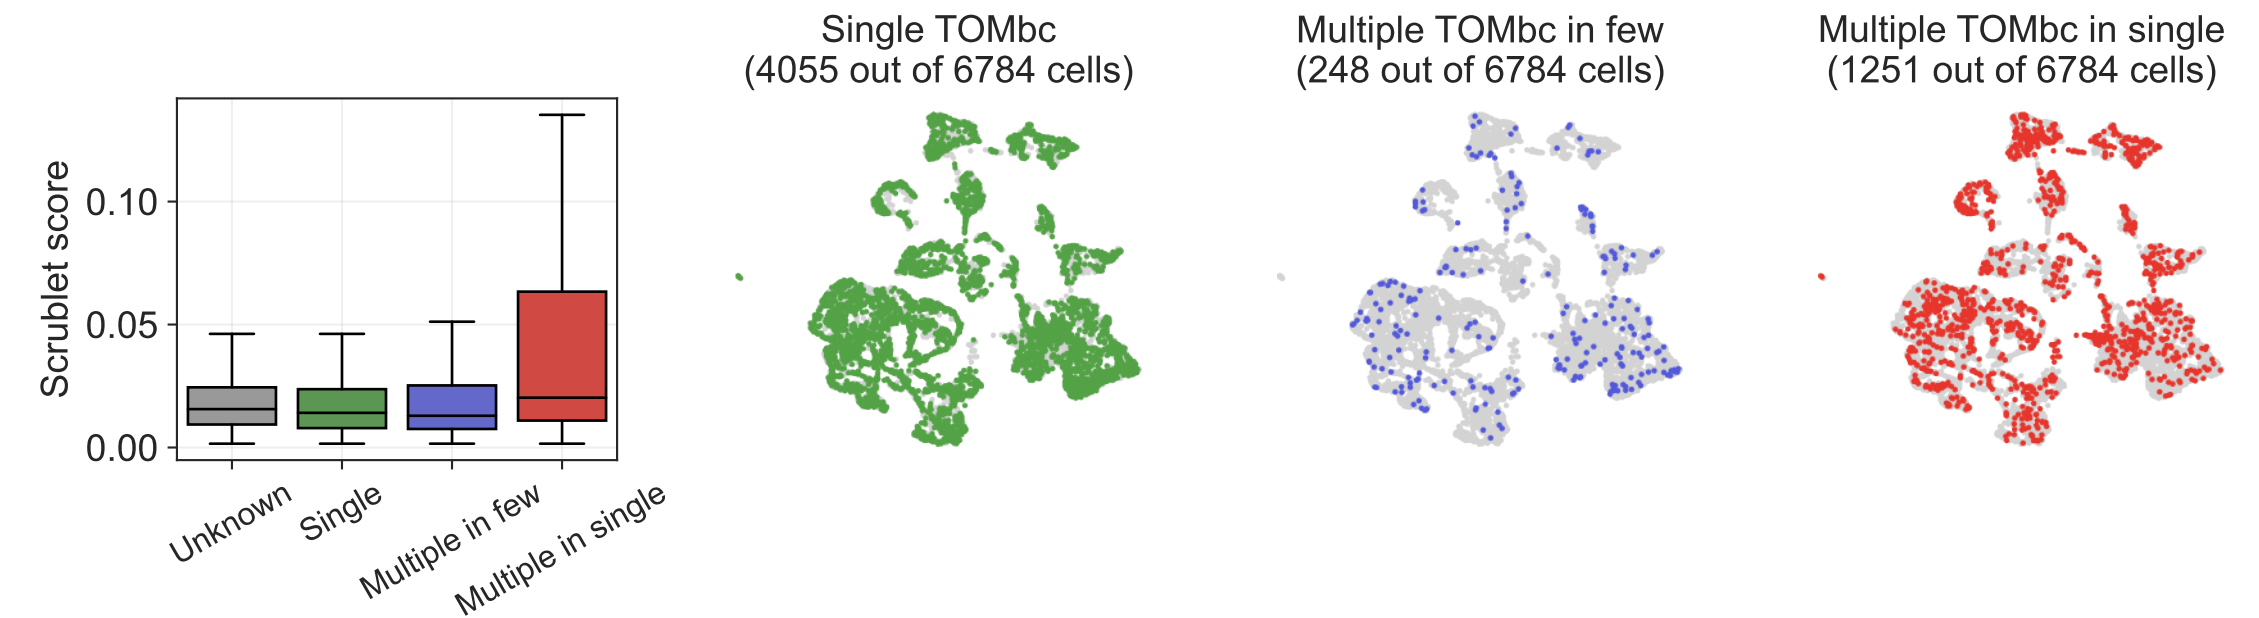 Single TOMbc
(4055 out of 6784 cells)
Multiple TOMbc in few
(248 out of 6784 cells)
Multiple TOMbc in single
(1251 out of 6784 cells)
Scrublet score
0.10
0.05
0.00
Unknown
Single
Multiple in few
Multiple in single